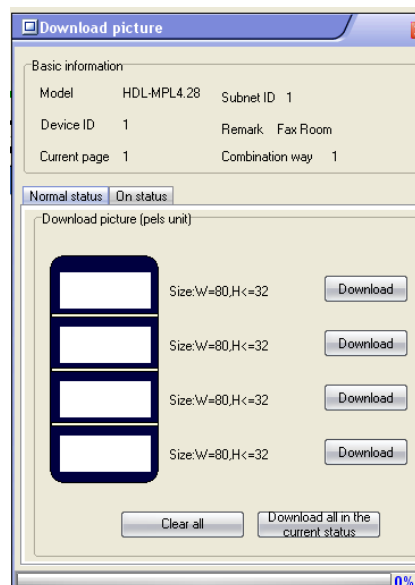 Download picture
Basic information
Model HDL-MPL4.28 Subnet ID 1
Device ID 1 Remark Fax Room
Current page 1 Combination way 1
Normal status On status
Download picture (pels unit)
Size:W=80,H<=32 Download
Size:W=80,H<=32 Download
Size:W=80,H<=32 Download
Size:W=80,H<=32 Download
Clear all Download all in the
current status
0%